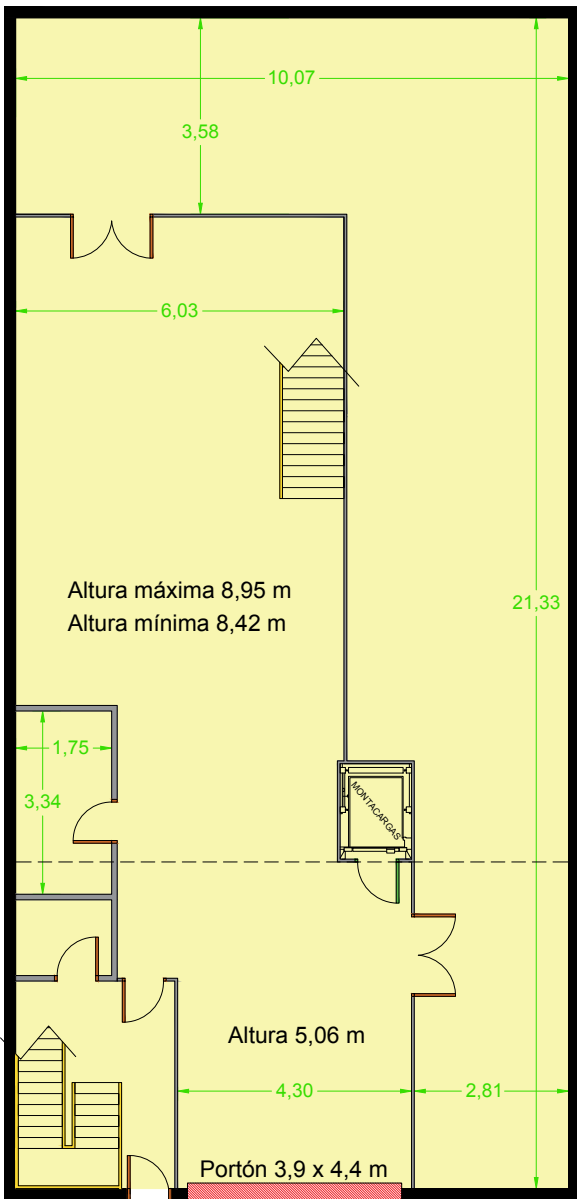 10,07
3,58
6,03
Altura máxima 8,95 m
Altura mínima 8,42 m
21,33
1,75
3,34
MONTACARGAS
Altura 5,06 m
4,30
2,81
Portón 3,9 x 4,4 m